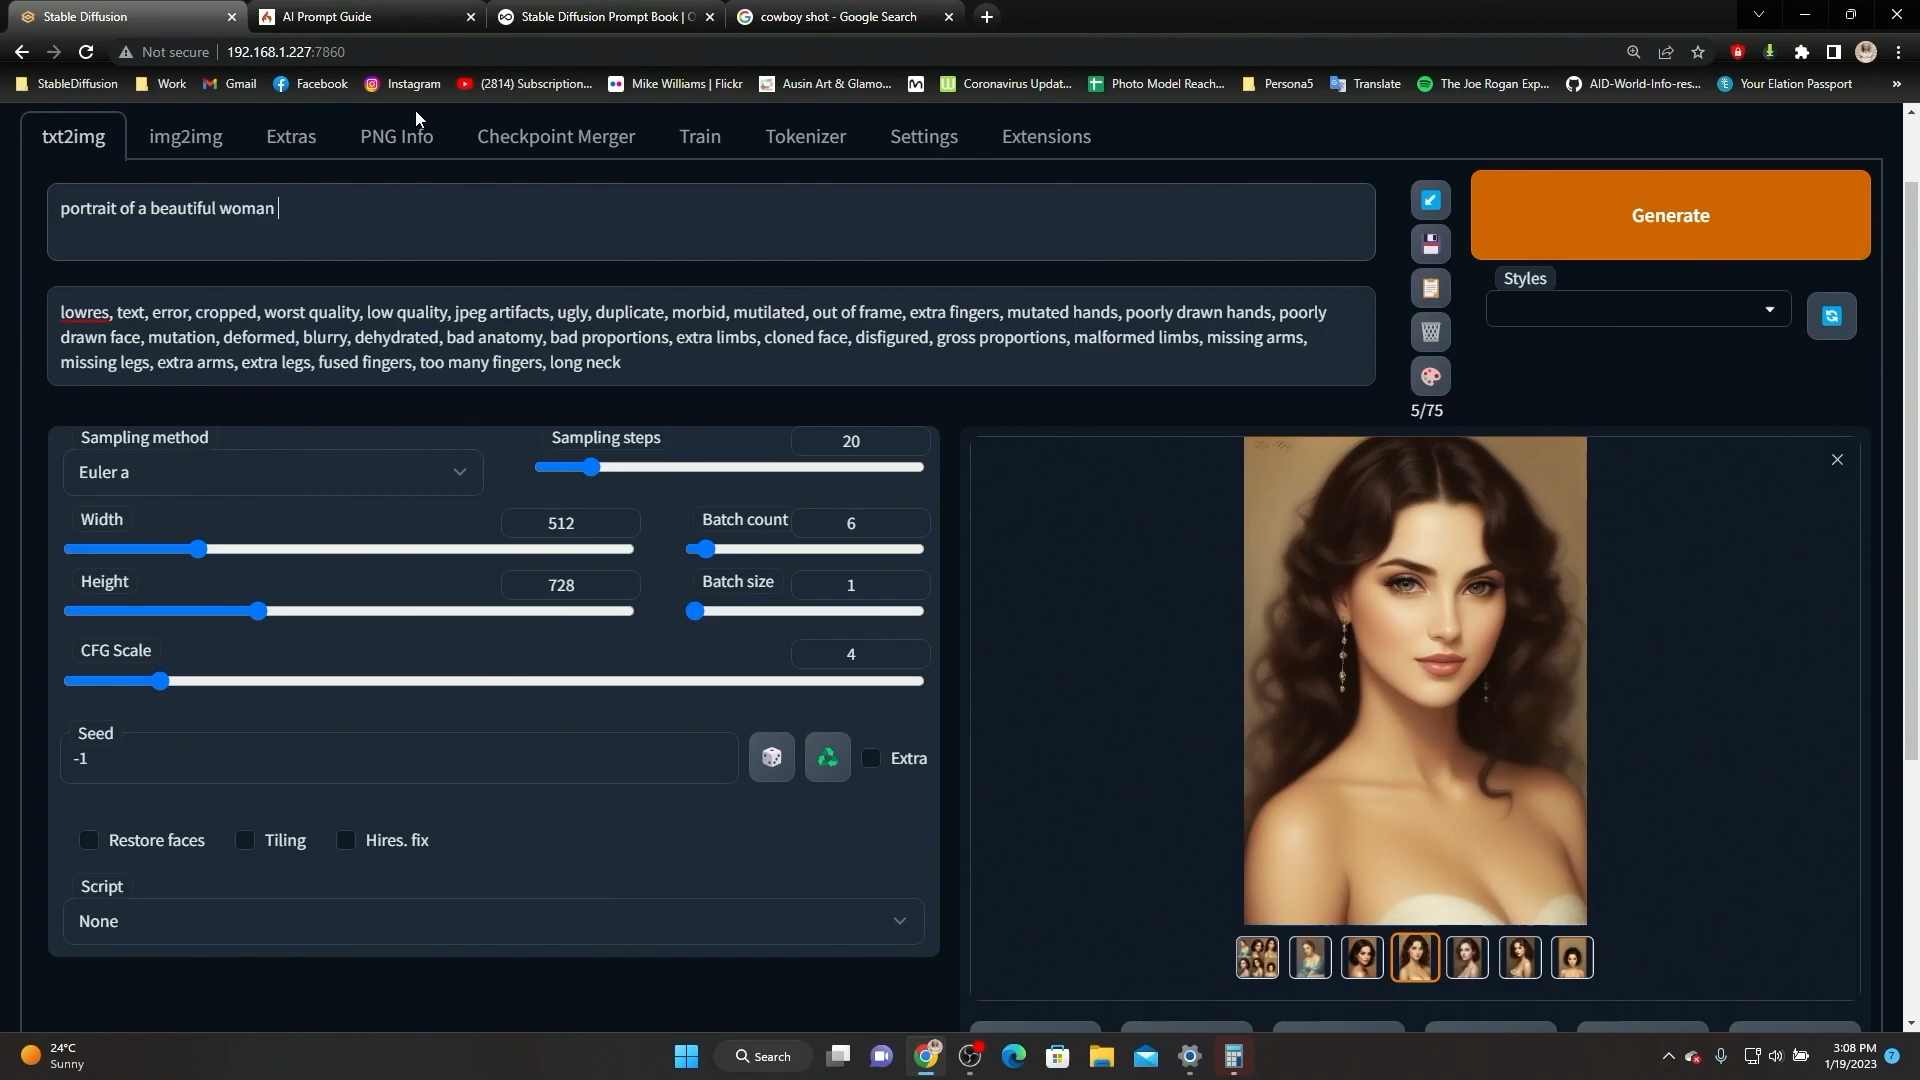 Stable Diffusion
AI Prompt Guide
Stable Diffusion Prompt Book | O
cowboy shot - Google Search
Not secure
192.168.1.227:7860
StableDiffusion
Work
Gmail
Facebook
Instagram
(2814) Subscription...
Mike Williams | Flickr
Ausin Art & Glamo...
Coronavirus Updat...
Photo Model Reach...
Persona5
Translate
The Joe Rogan Exp...
AID-World-Info-res...
Your Elation Passport
»
txt2img
img2img
Extras
PNG Info
Checkpoint Merger
Train
Tokenizer
Settings
Extensions
portrait of a beautiful woman
Generate
Styles
lowres, text, error, cropped, worst quality, low quality, jpeg artifacts, ugly, duplicate, morbid, mutilated, out of frame, extra fingers, mutated hands, poorly drawn hands, poorly
drawn face, mutation, deformed, blurry, dehydrated, bad anatomy, bad proportions, extra limbs, cloned face, disfigured, gross proportions, malformed limbs, missing arms,
missing legs, extra arms, extra legs, fused fingers, too many fingers, long neck
5/75
Sampling method
Euler a
Sampling steps
20
Width
512
Batch count
6
Height
728
Batch size
1
CFG Scale
4
Seed
-1
Extra
Restore faces
Tiling
Hires. fix
Script
None
24°C
Sunny
Search
3:08 PM
1/19/2023
7